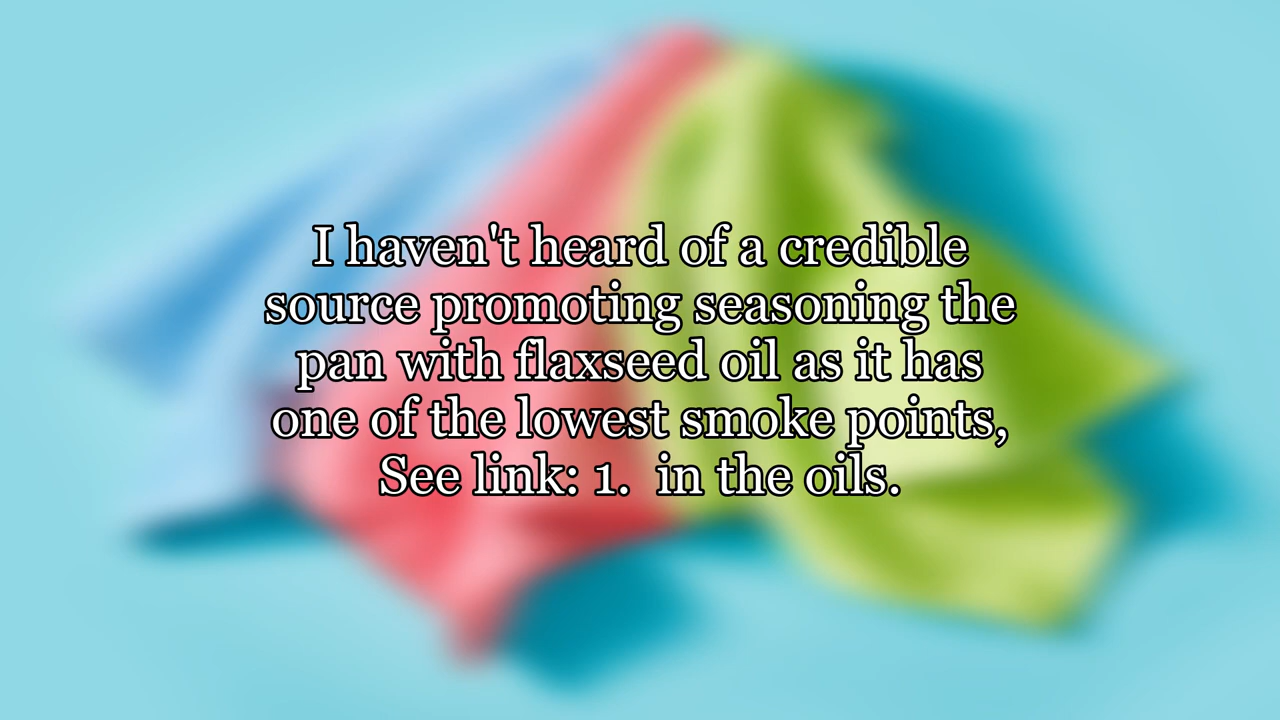 I haven't heard of a credible
source promoting seasoning the
pan with flaxseed oil as it has
one of the lowest smoke points,
See link: 1.  in the oils.